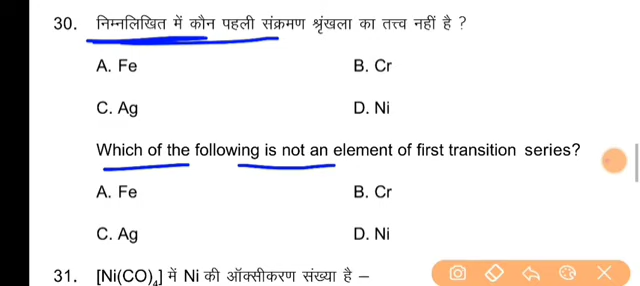 30. निम्नलिखित में कौन पहली संक्रमण श्रृंखला का तत्त्व नहीं है ?
A. Fe B. Cr
C. Ag D. Ni
Which of the following is not an element of first transition series?
A. Fe B. Cr
C. Ag D. Ni
31. [Ni(CO)₄] में Ni की ऑक्सीकरण संख्या है –